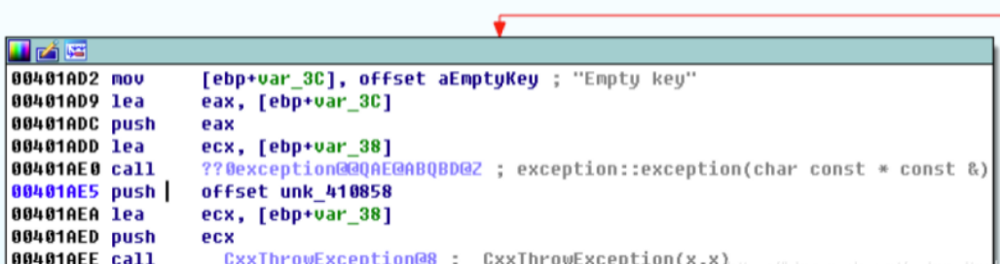 00401AD2 mov [ebp+var_3C], offset aEmptyKey ; "Empty key"
00401AD9 lea eax, [ebp+var_3C]
00401ADC push eax
00401ADD lea ecx, [ebp+var_38]
00401AE0 call ??0exception@@QAE@ABQBD@Z ; exception::exception(char const * const &)
00401AE5 push offset unk_410858
00401AEA lea ecx, [ebp+var_38]
00401AED push ecx
00401AEE call __CxxThrowException@8 ; _CxxThrowException(x,x)